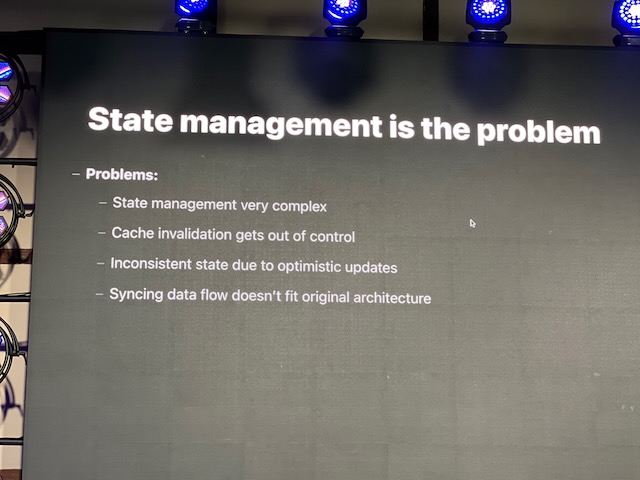 State management is the problem
– Problems:
– State management very complex
– Cache invalidation gets out of control
– Inconsistent state due to optimistic updates
– Syncing data flow doesn't fit original architecture